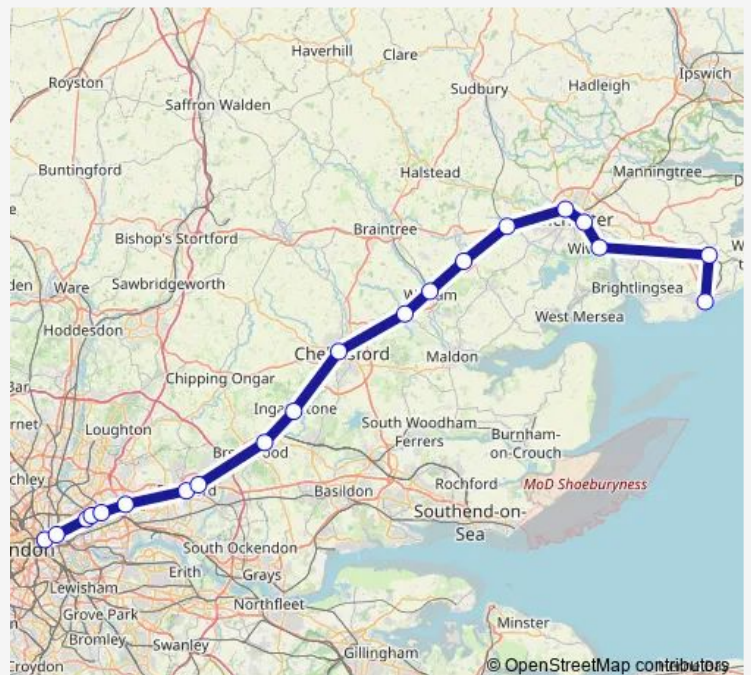 Haverhill
Clare
Ipswich
Royston
Sudbury
Hadleigh
Saffron Walden
Buntingford
Halstead
Manningtree
Braintree
Bishop's Stortford
Ware
Sawbridgeworth
Brightlingsea
Hoddesdon
West Mersea
Maldon
Chipping Ongar
Loughton
South Woodham
Ferrers
Burnham-
on-Crouch
Rochford
MoD Shoeburyness
Basildon
Southend-on-
Sea
South Ockendon
Erith
Grays
Lewisham
Northfleet
Grove Park
Bromley
Swanley
Minster
Gillingham
© OpenStreetMap contributors